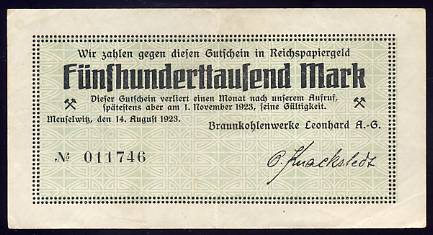 Wir zahlen gegen diesen Gutschein in Reichspapiergeld
Fünfhunderttausend Mark
Dieser Gutschein verliert einen Monat nach unserem Aufruf,
spätestens aber am 1. November 1923, seine Gültigkeit.
Meuselwitz, den 14. August 1923.
Braunkohlenwerke Leonhard A.-G.
№ 011746
O. Knackstedt